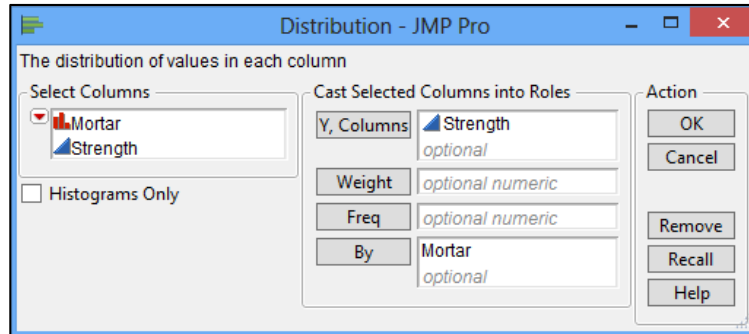 Distribution - JMP Pro
The distribution of values in each column
Select Columns
Mortar
Strength
Histograms Only
Cast Selected Columns into Roles
Y, Columns
Strength
optional
Weight
optional numeric
Freq
optional numeric
By
Mortar
optional
Action
OK
Cancel
Remove
Recall
Help